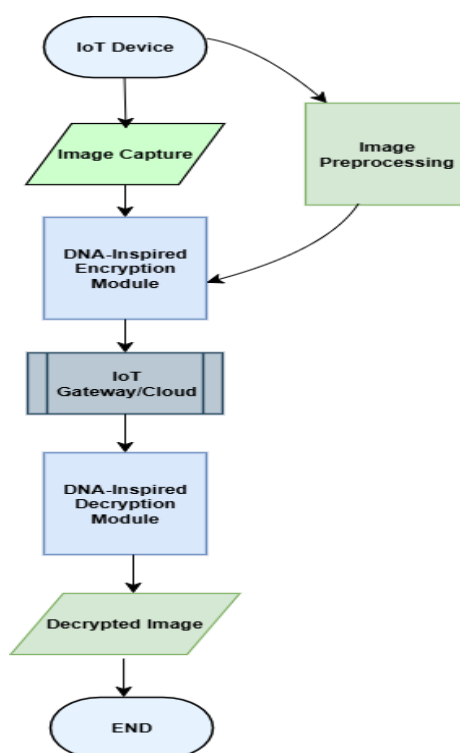 IoT Device
Image Capture
Image
Preprocessing
DNA-Inspired
Encryption
Module
IoT
Gateway/Cloud
DNA-Inspired
Decryption
Module
Decrypted Image
END